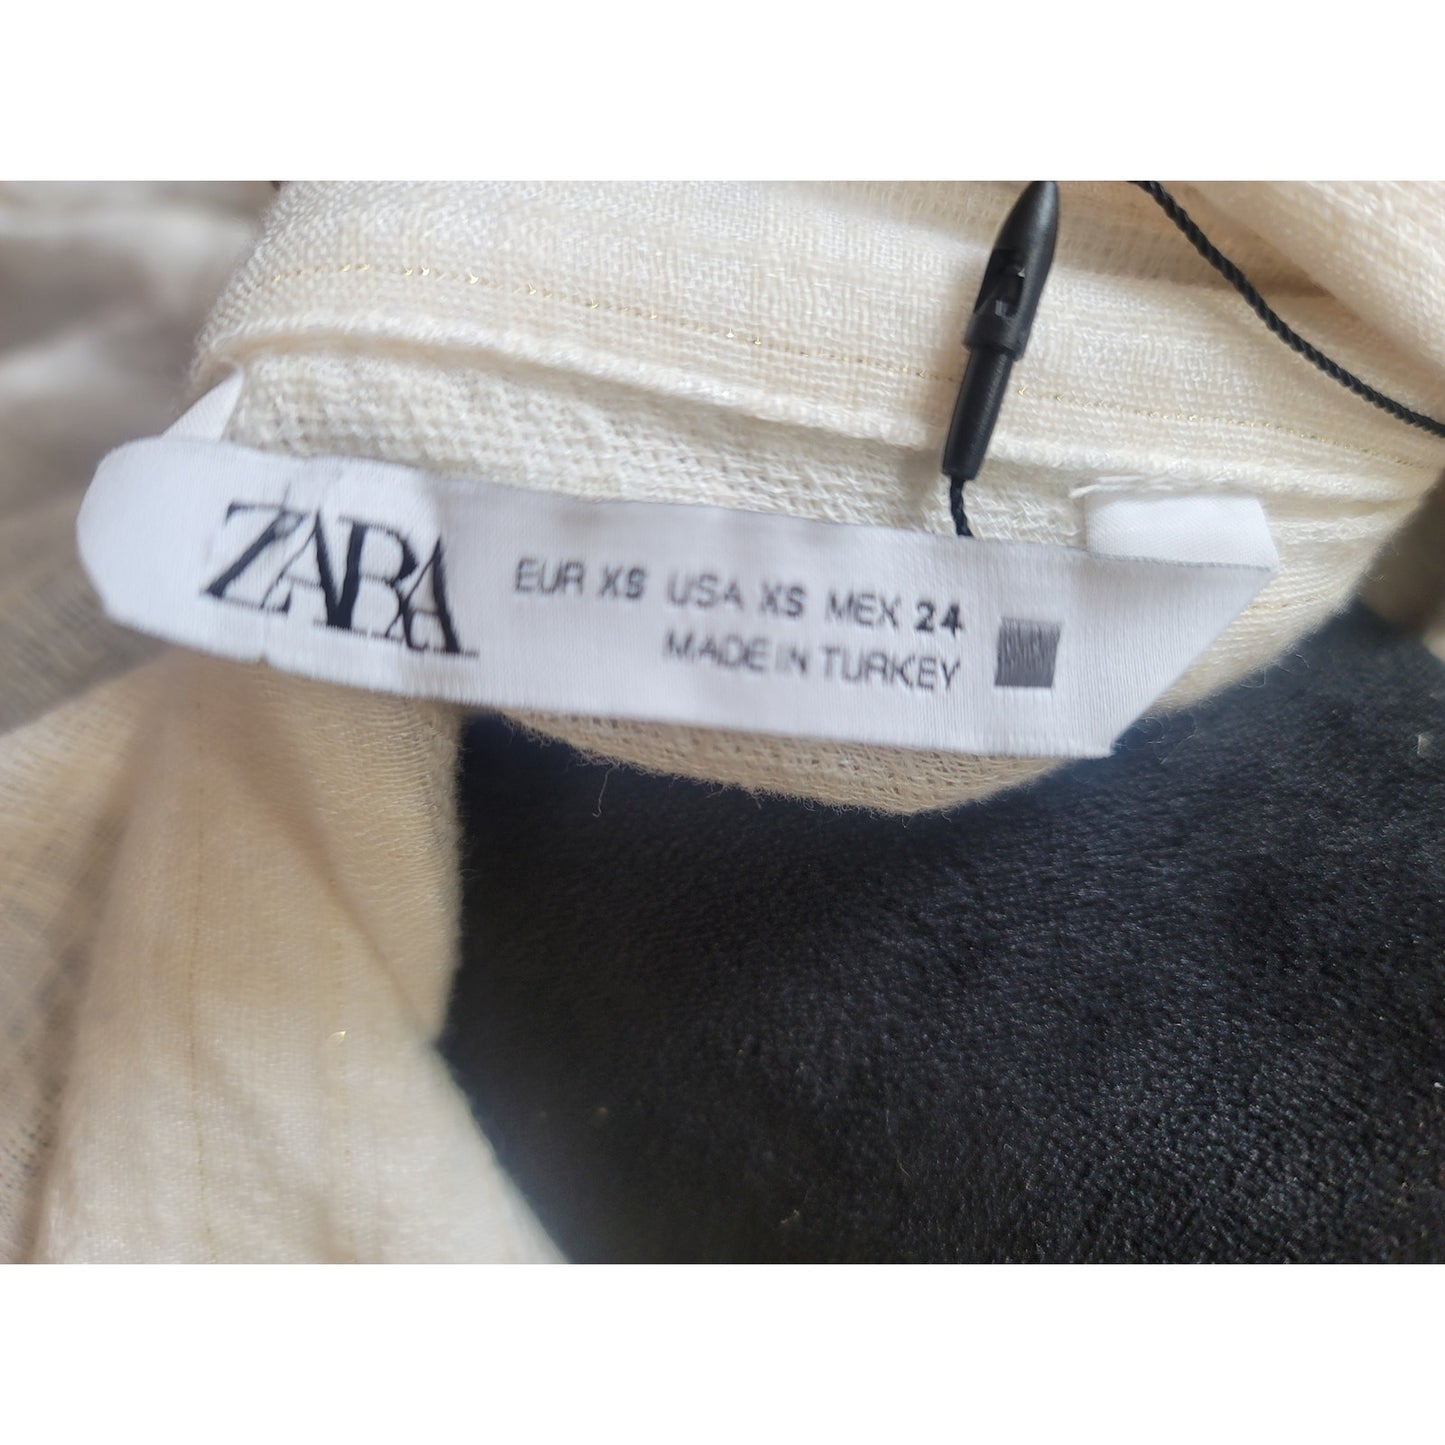 ZARA
EUR XS USA XS MEX 24
MADE IN TURKEY